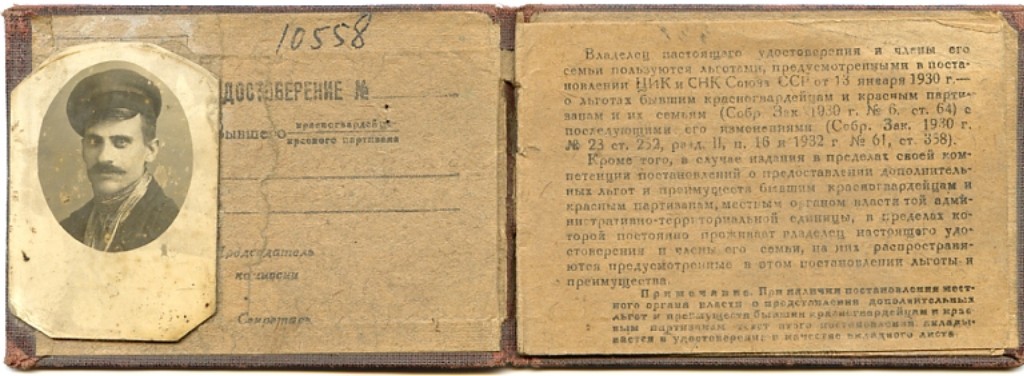 10558
УДОСТОВЕРЕНИЕ №
бывшего красногвардейца
красного партизана
Председатель
комиссии
Секретарь
Владелец настоящего удостоверения и члены его
семьи пользуются льготами, предусмотренными в поста-
новлении ЦИК и СНК Союза ССР от 13 января 1930 г.—
о льготах бывшим красногвардейцам и красным парти-
занам и их семьям (Собр. Зак. 1930 г. № 6, ст. 64) с
последующими его изменениями (Собр. Зак. 1930 г.
№ 23 ст. 252, разд. II, п. 16 и 1932 г № 61, ст. 358).
Кроме того, в случае издания в пределах своей ком-
петенции постановлений о предоставлении дополнитель-
ных льгот и преимуществ бывшим красногвардейцам и
красным партизанам, местным органом власти той адми-
нистративно-территориальной единицы, в пределах ко-
торой постоянно проживает владелец настоящего удо-
стоверения и члены его семьи, на них распространя-
ются предусмотренные в этом постановлении льготы и
преимущества.
Примечание. При наличии постановления мест-
ного органа власти о предоставлении дополнительных
льгот и преимуществ бывшим красногвардейцам и крас-
ным партизанам текст этого постановления вклады-
вается в удостоверение в качестве вкладного листа.